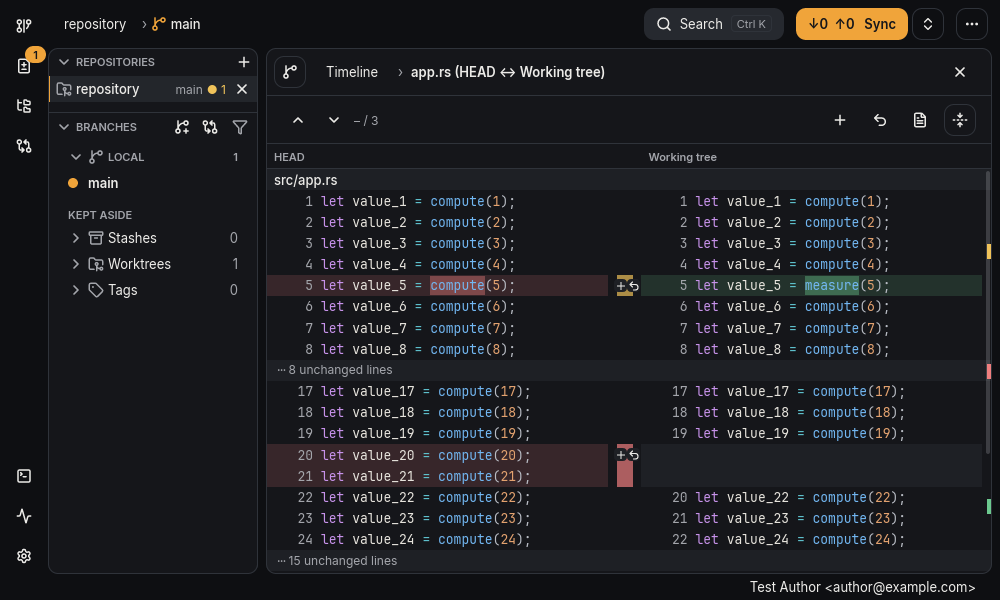 repository › main
Search Ctrl K
↓0 ↑0 Sync
1
REPOSITORIES
repository main 1
BRANCHES
LOCAL 1
main
KEPT ASIDE
Stashes 0
Worktrees 1
Tags 0
Timeline › app.rs (HEAD ↔ Working tree)
– / 3
HEAD Working tree
src/app.rs
1 let value_1 = compute(1); 1 let value_1 = compute(1);
2 let value_2 = compute(2); 2 let value_2 = compute(2);
3 let value_3 = compute(3); 3 let value_3 = compute(3);
4 let value_4 = compute(4); 4 let value_4 = compute(4);
5 let value_5 = compute(5); 5 let value_5 = measure(5);
6 let value_6 = compute(6); 6 let value_6 = compute(6);
7 let value_7 = compute(7); 7 let value_7 = compute(7);
8 let value_8 = compute(8); 8 let value_8 = compute(8);
··· 8 unchanged lines
17 let value_17 = compute(17); 17 let value_17 = compute(17);
18 let value_18 = compute(18); 18 let value_18 = compute(18);
19 let value_19 = compute(19); 19 let value_19 = compute(19);
20 let value_20 = compute(20);
21 let value_21 = compute(21);
22 let value_22 = compute(22); 20 let value_22 = compute(22);
23 let value_23 = compute(23); 21 let value_23 = compute(23);
24 let value_24 = compute(24); 22 let value_24 = compute(24);
··· 15 unchanged lines
Test Author <author@example.com>